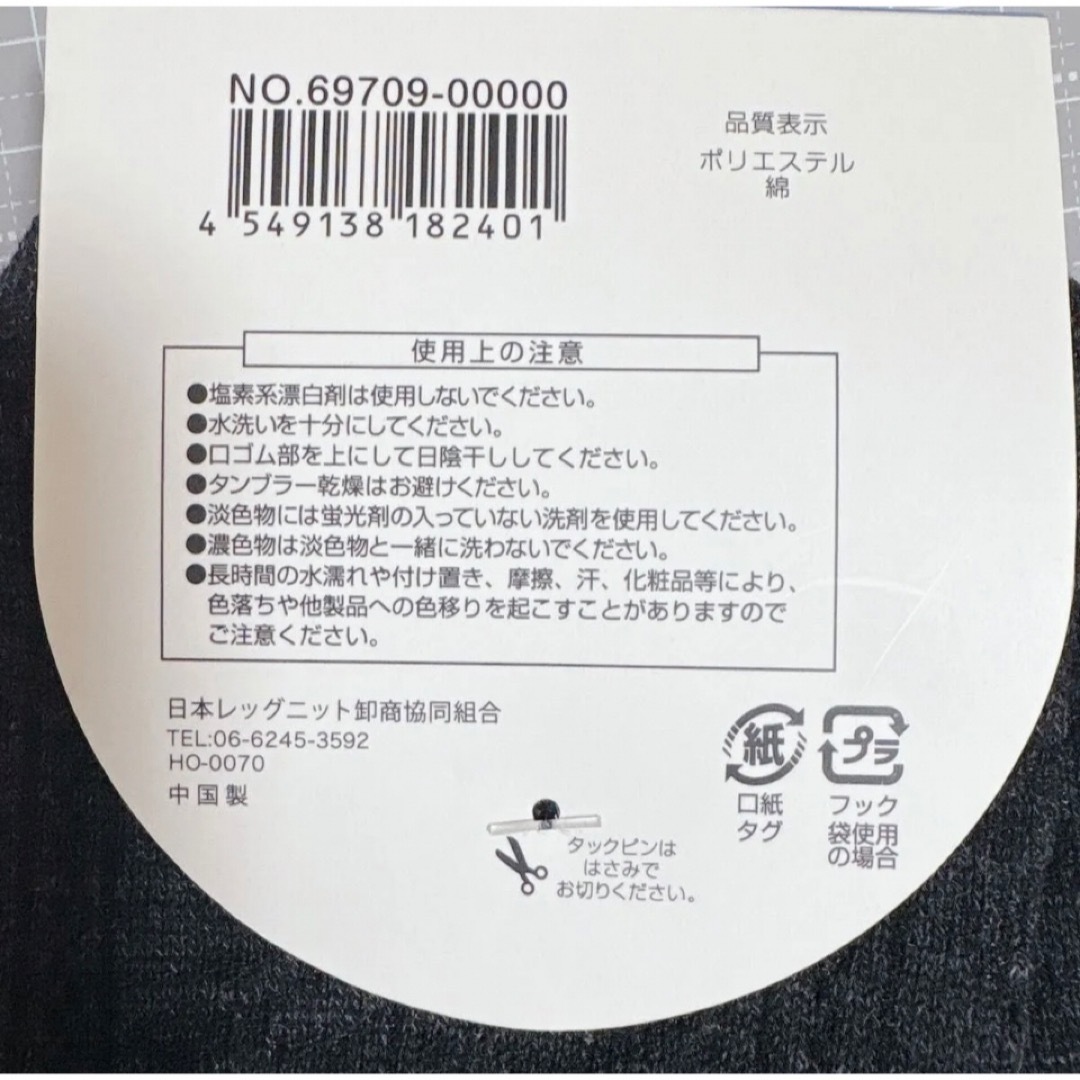 NO.69709-00000
4 549138 182401
品質表示
ポリエステル
綿
使用上の注意
●塩素系漂白剤は使用しないでください。
●水洗いを十分にしてください。
●口ゴム部を上にして日陰干ししてください。
●タンブラー乾燥はお避けください。
●淡色物には蛍光剤の入っていない洗剤を使用してください。
●濃色物は淡色物と一緒に洗わないでください。
●長時間の水濡れや付け置き、摩擦、汗、化粧品等により、
色落ちや他製品への色移りを起こすことがありますので
ご注意ください。
日本レッグニット卸商協同組合
TEL:06-6245-3592
HO-0070
中国製
紙
口紙
タグ
プラ
フック
袋使用
の場合
タックピンは
はさみで
お切りください。